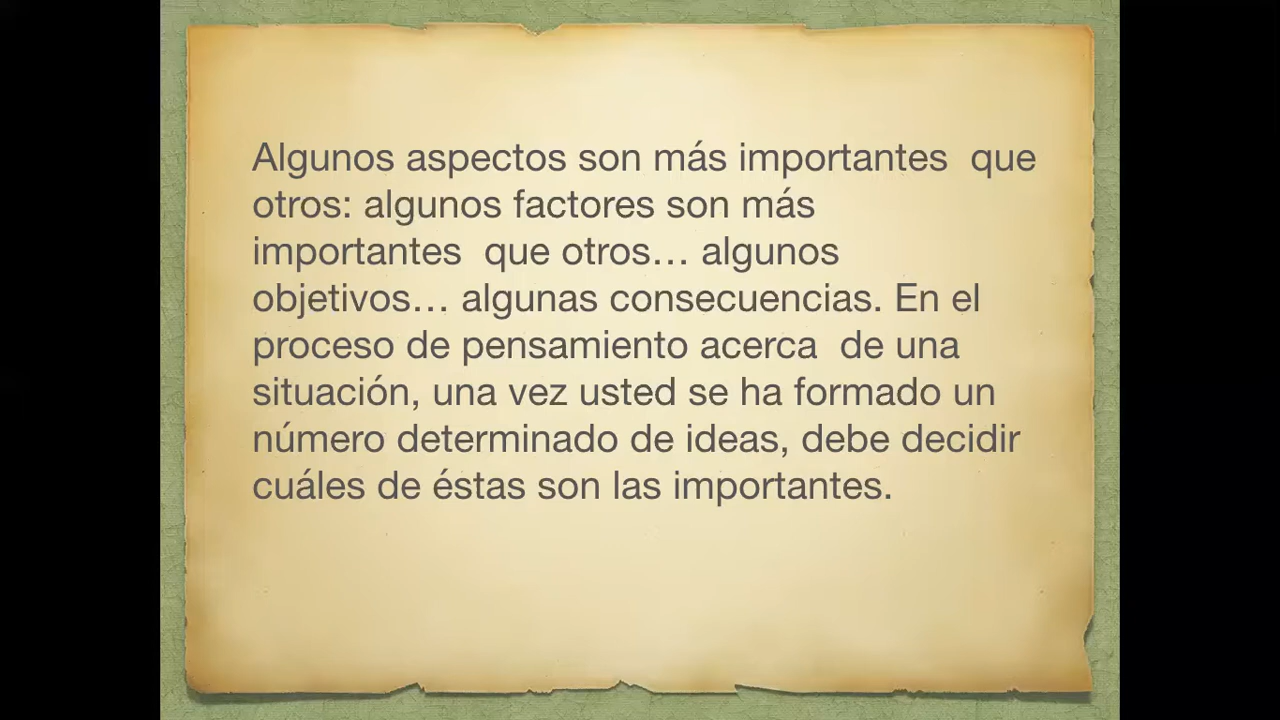 Algunos aspectos son más importantes  que
otros: algunos factores son más
importantes  que otros… algunos
objetivos… algunas consecuencias. En el
proceso de pensamiento acerca  de una
situación, una vez usted se ha formado un
número determinado de ideas, debe decidir
cuáles de éstas son las importantes.